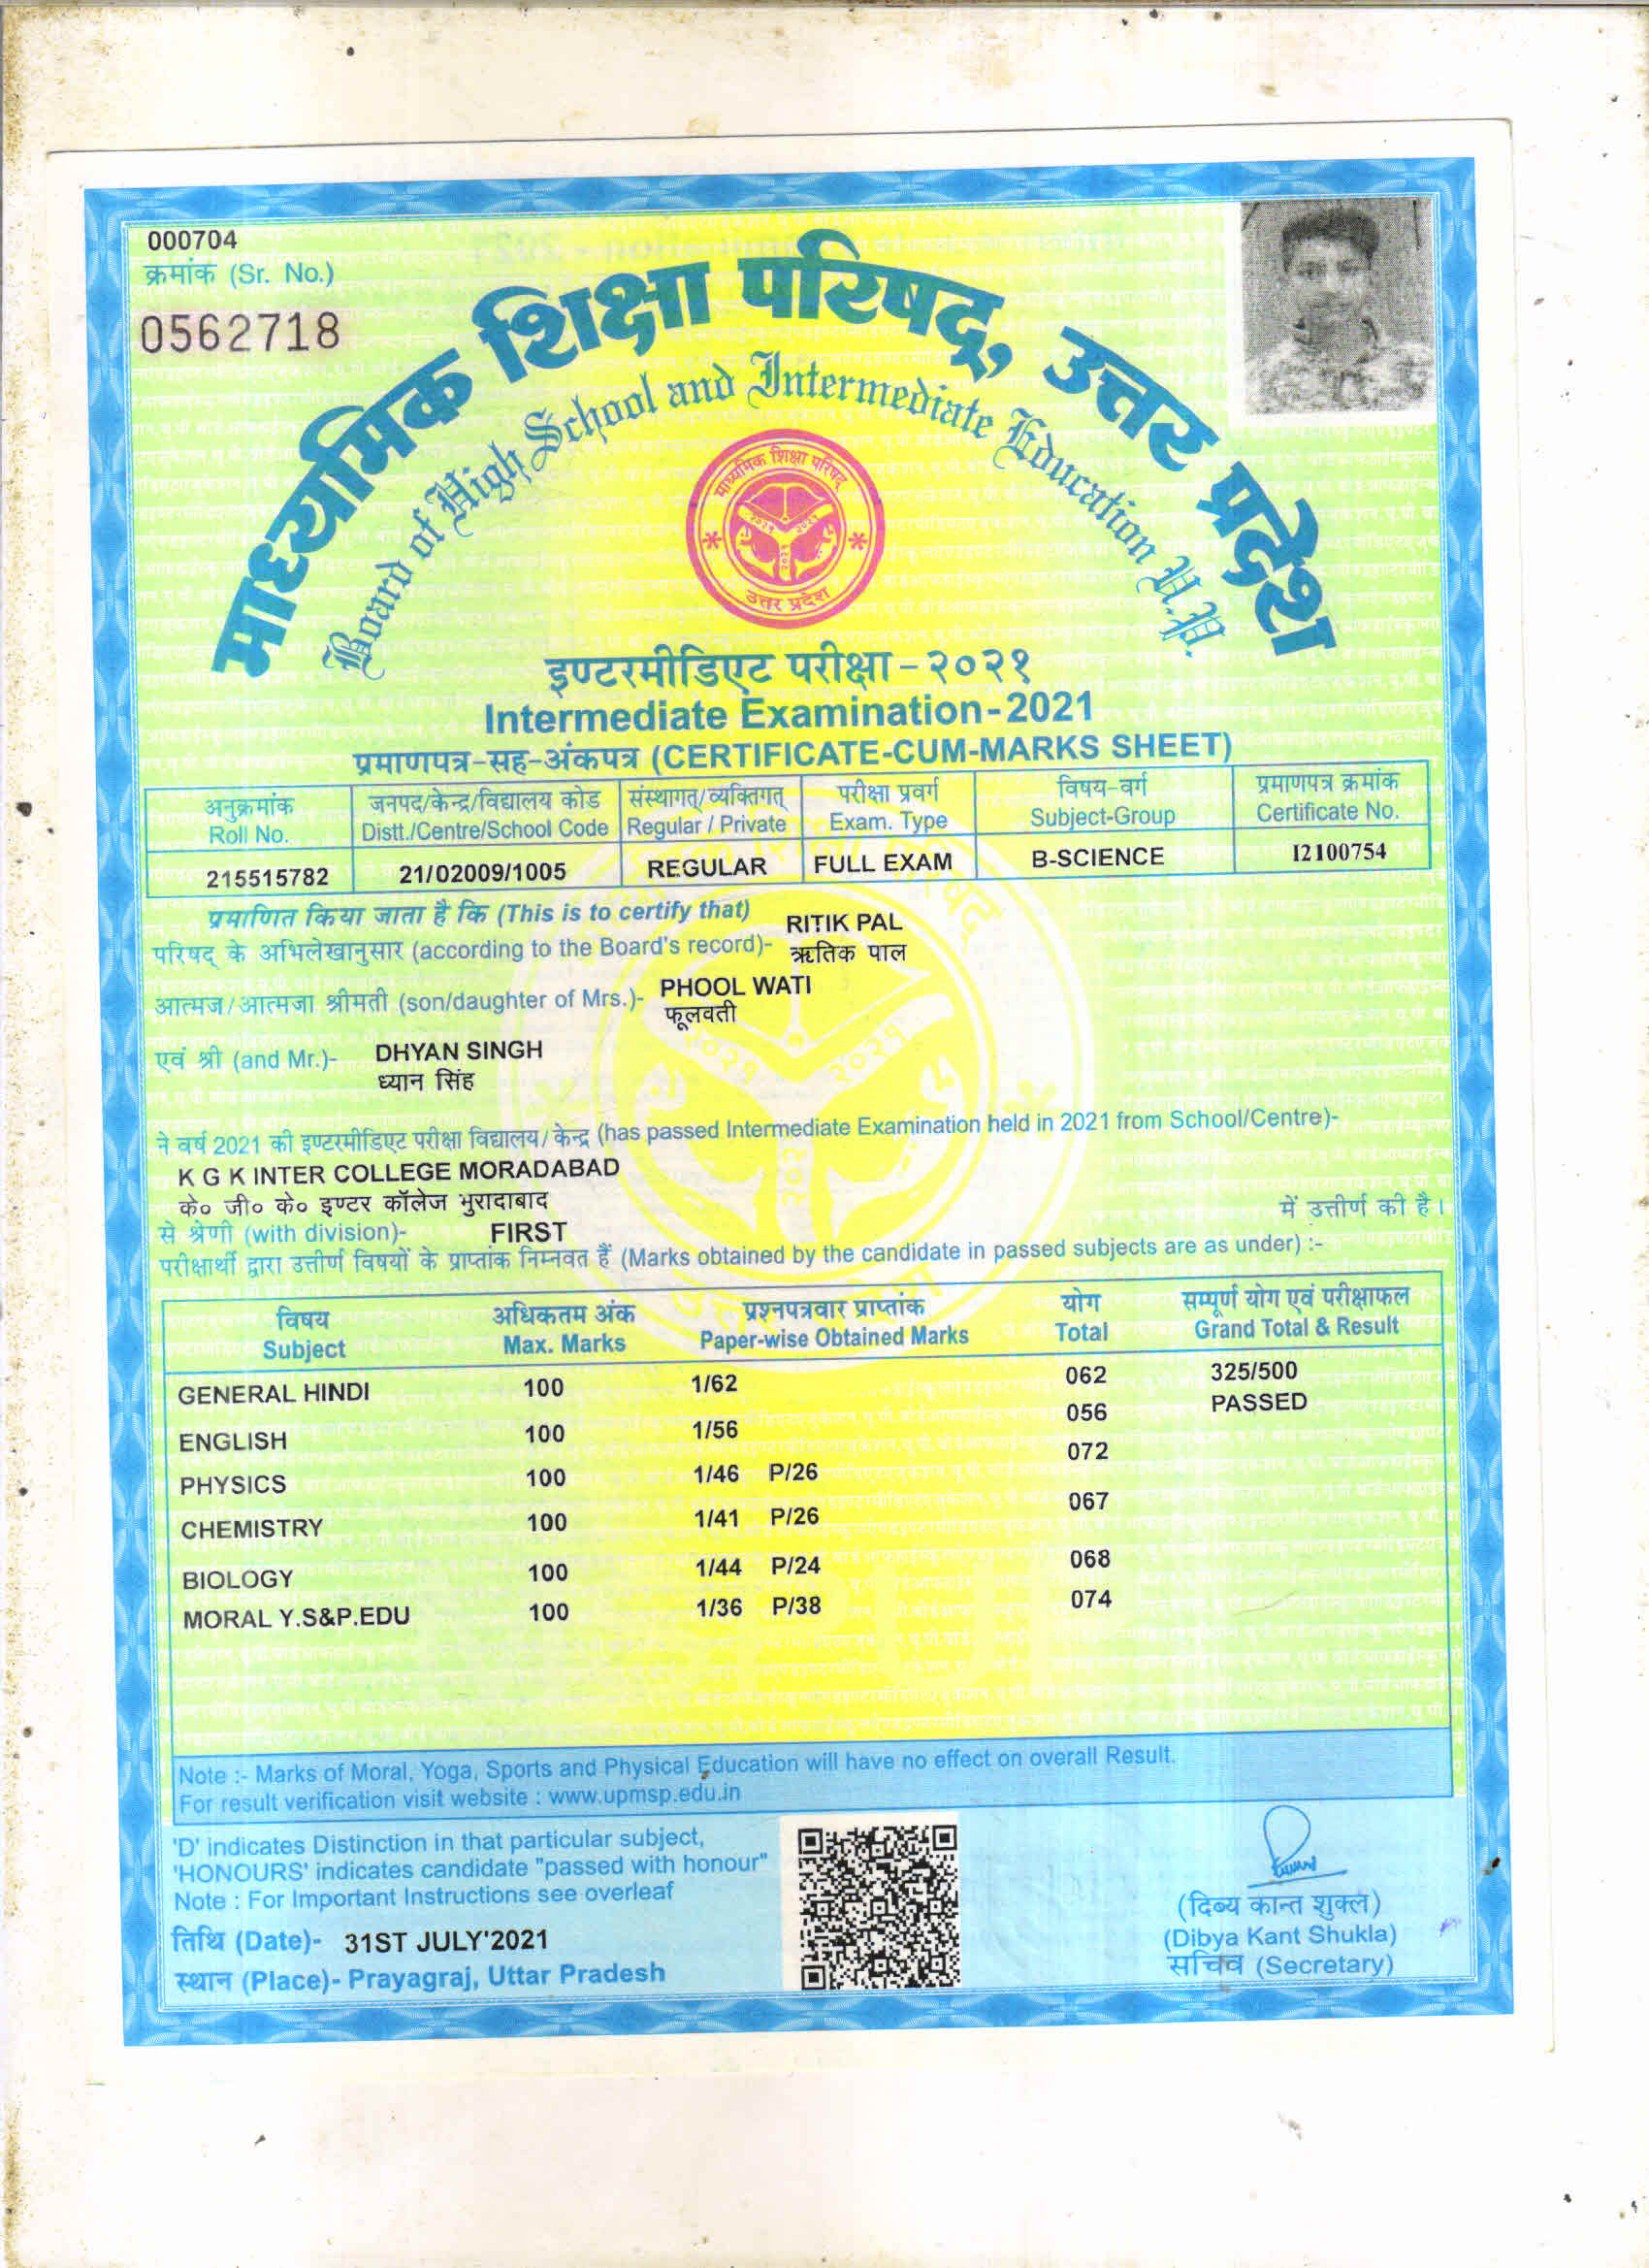 000704
क्रमांक (Sr. No.)
0562718
माध्यमिक शिक्षा परिषद्, उत्तर प्रदेश
Board of High School and Intermediate Education U.P.
माध्यमिक शिक्षा परिषद्
२०२१ २०२१
२०२१
उत्तर प्रदेश
इण्टरमीडिएट परीक्षा - २०२१
Intermediate Examination-2021
प्रमाणपत्र-सह-अंकपत्र (CERTIFICATE-CUM-MARKS SHEET)
अनुक्रमांक जनपद/केन्द्र/विद्यालय कोड संस्थागत्/व्यक्तिगत् परीक्षा प्रवर्ग विषय-वर्ग प्रमाणपत्र क्रमांक
Roll No. Distt./Centre/School Code Regular / Private Exam. Type Subject-Group Certificate No.
215515782 21/02009/1005 REGULAR FULL EXAM B-SCIENCE I2100754
प्रमाणित किया जाता है कि (This is to certify that) RITIK PAL
परिषद् के अभिलेखानुसार (according to the Board's record)- ऋतिक पाल
आत्मज/आत्मजा श्रीमती (son/daughter of Mrs.)- PHOOL WATI
फूलवती
एवं श्री (and Mr.)- DHYAN SINGH
ध्यान सिंह
ने वर्ष 2021 की इण्टरमीडिएट परीक्षा विद्यालय/केन्द्र (has passed Intermediate Examination held in 2021 from School/Centre)-
K G K INTER COLLEGE MORADABAD
के० जी० के० इण्टर कॉलेज मुरादाबाद में उत्तीर्ण की है।
से श्रेणी (with division)- FIRST
परीक्षार्थी द्वारा उत्तीर्ण विषयों के प्राप्तांक निम्नवत हैं (Marks obtained by the candidate in passed subjects are as under) :-
विषय अधिकतम अंक प्रश्नपत्रवार प्राप्तांक योग सम्पूर्ण योग एवं परीक्षाफल
Subject Max. Marks Paper-wise Obtained Marks Total Grand Total & Result
GENERAL HINDI 100 1/62 062 325/500
PASSED
ENGLISH 100 1/56 056
PHYSICS 100 1/46 P/26 072
CHEMISTRY 100 1/41 P/26 067
BIOLOGY 100 1/44 P/24 068
MORAL Y.S&P.EDU 100 1/36 P/38 074
Note :- Marks of Moral, Yoga, Sports and Physical Education will have no effect on overall Result.
For result verification visit website : www.upmsp.edu.in
'D' indicates Distinction in that particular subject,
'HONOURS' indicates candidate "passed with honour"
Note : For Important Instructions see overleaf
तिथि (Date)- 31ST JULY'2021
स्थान (Place)- Prayagraj, Uttar Pradesh
(दिब्य कान्त शुक्ल)
(Dibya Kant Shukla)
सचिव (Secretary)